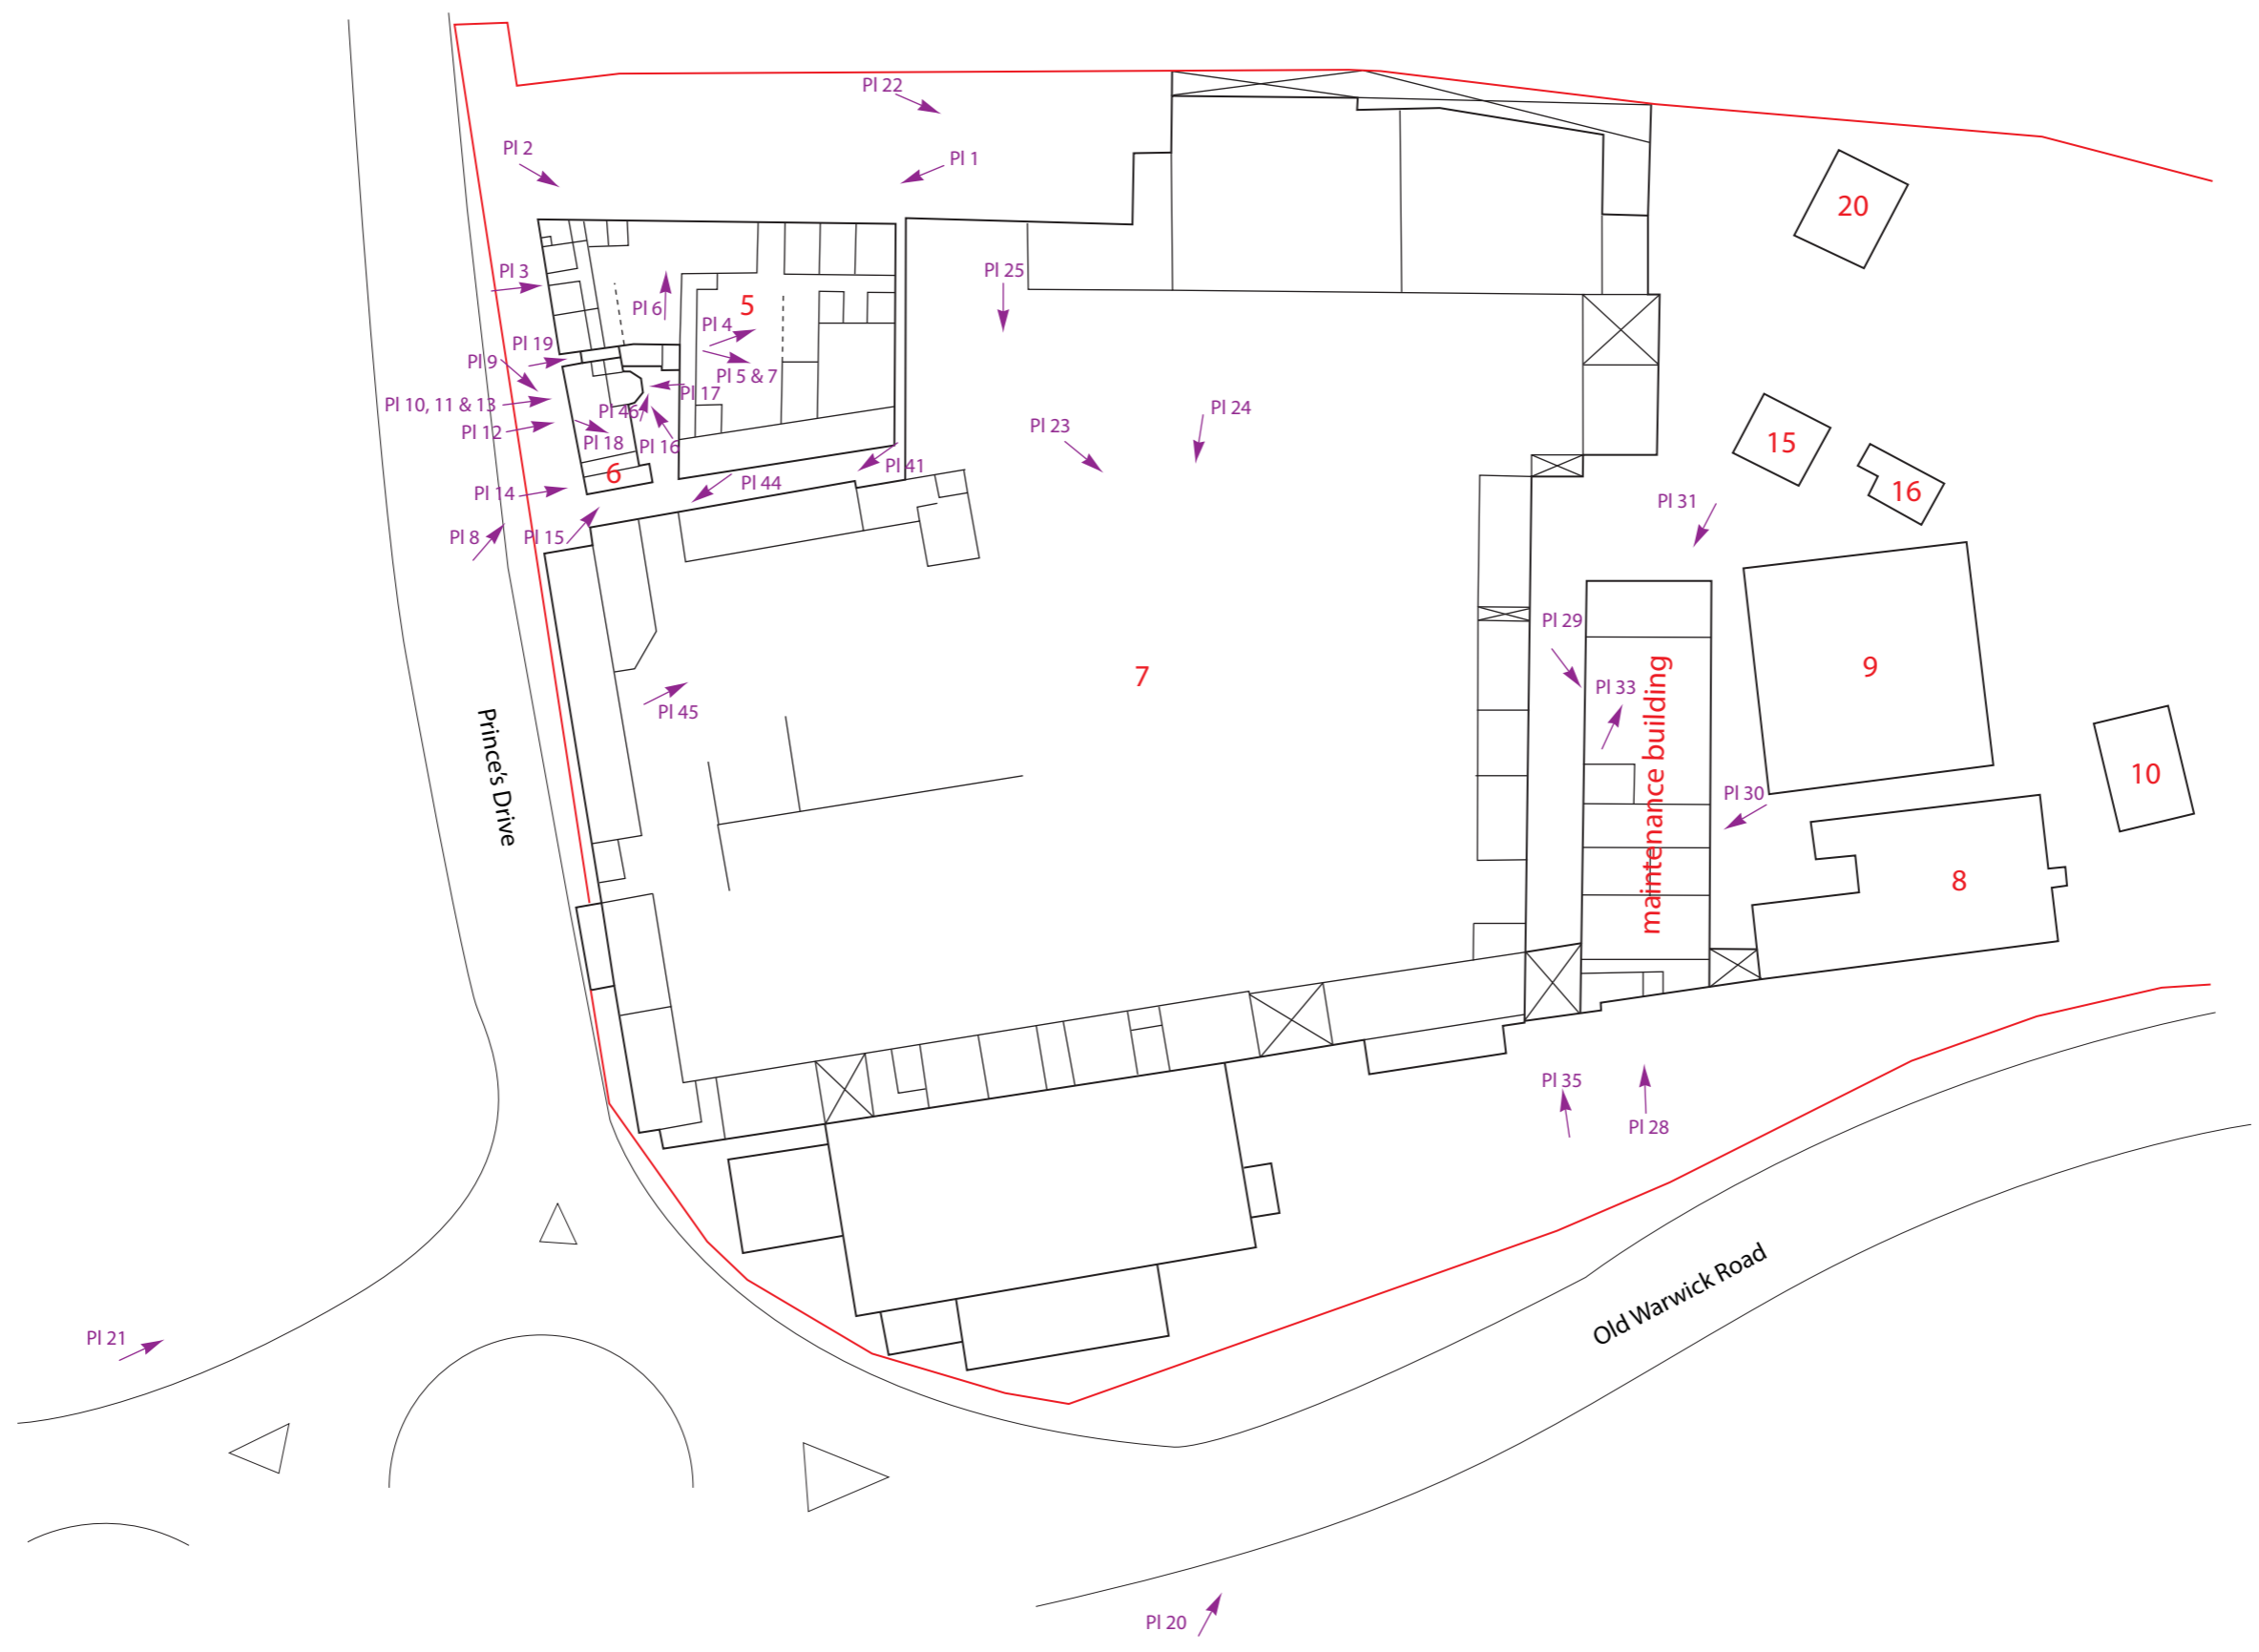 Pl 22
Pl 2
Pl 1
20
Pl 3
Pl 25
Pl 6
5
Pl 4
Pl 19
Pl 9
Pl 5 & 7
Pl 17
Pl 10, 11 & 13
Pl 46
Pl 24
Pl 12
Pl 18
Pl 16
Pl 23
15
Pl 41
6
Pl 44
Pl 14
16
Pl 31
Pl 8
Pl 15
Pl 29
9
7
Pl 33
Pl 45
Prince's Drive
maintenance building
10
Pl 30
8
Pl 35
Pl 28
Old Warwick Road
Pl 21
Pl 20